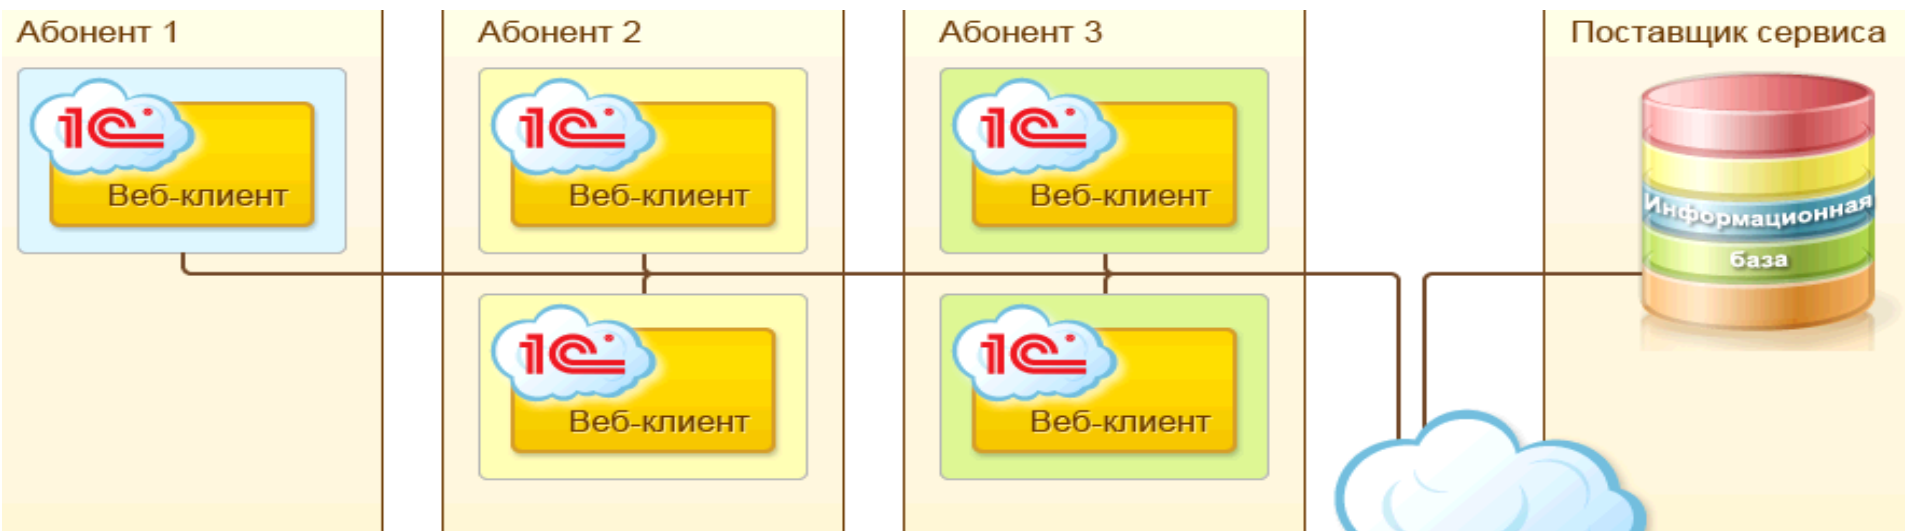 Абонент 1
Абонент 2
Абонент 3
Поставщик сервиса
1С
Веб-клиент
1С
Веб-клиент
1С
Веб-клиент
Информационная
база
1С
Веб-клиент
1С
Веб-клиент